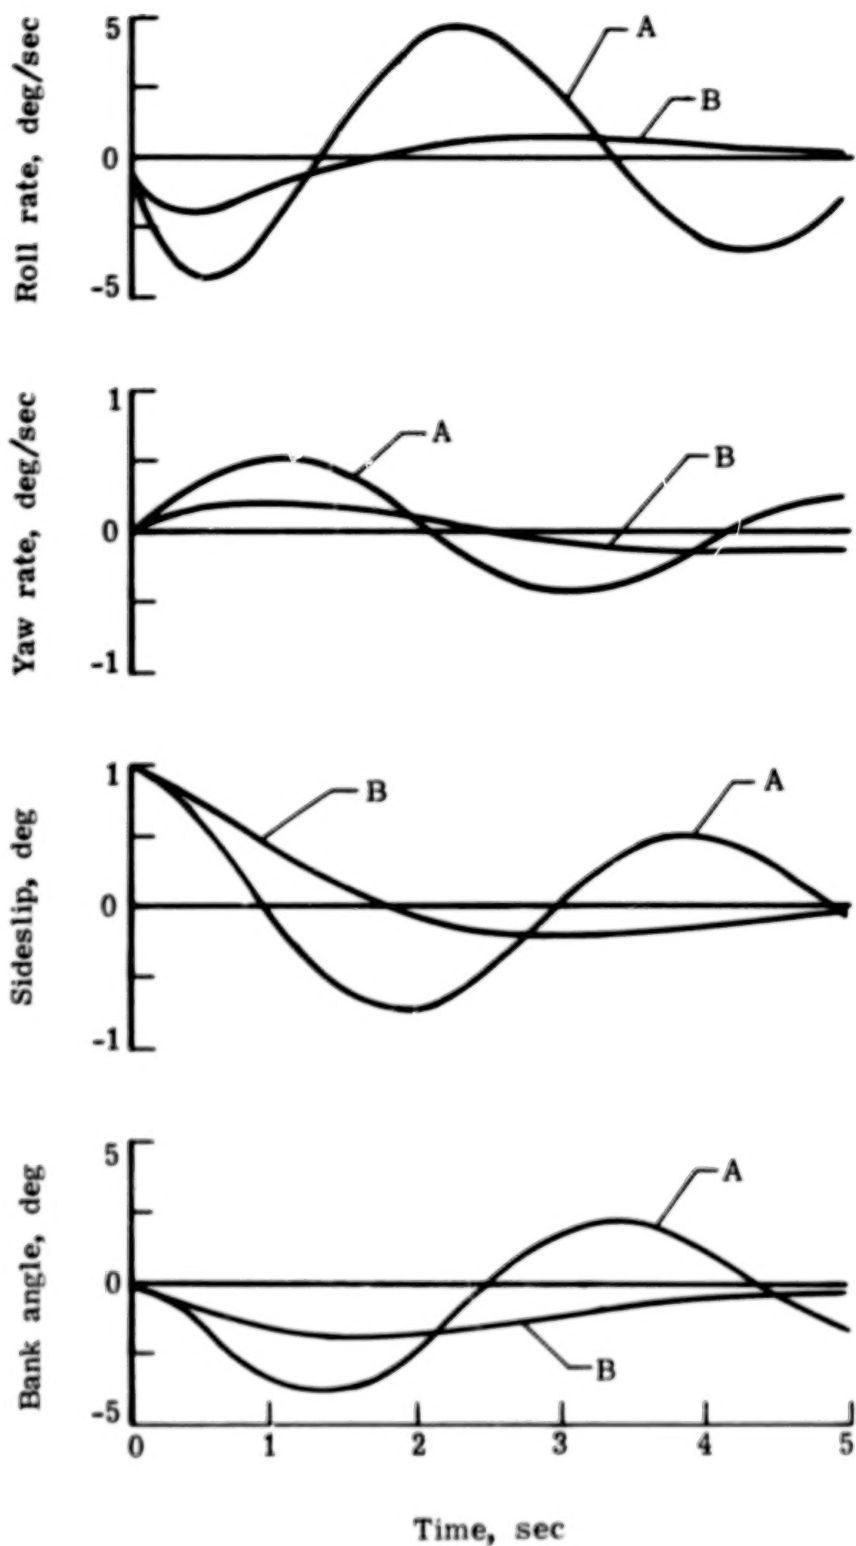 Roll rate, deg/sec
5
0
-5
A
B
Yaw rate, deg/sec
1
0
-1
A
B
Sideslip, deg
1
0
-1
B
A
Bank angle, deg
5
0
-5
A
B
0 1 2 3 4 5
Time, sec